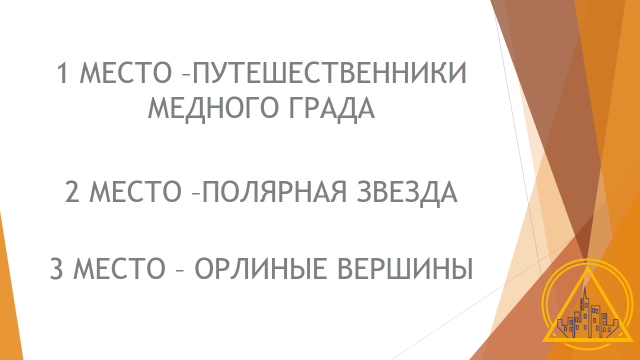 1 МЕСТО –ПУТЕШЕСТВЕННИКИ
МЕДНОГО ГРАДА
2 МЕСТО –ПОЛЯРНАЯ ЗВЕЗДА
3 МЕСТО – ОРЛИНЫЕ ВЕРШИНЫ